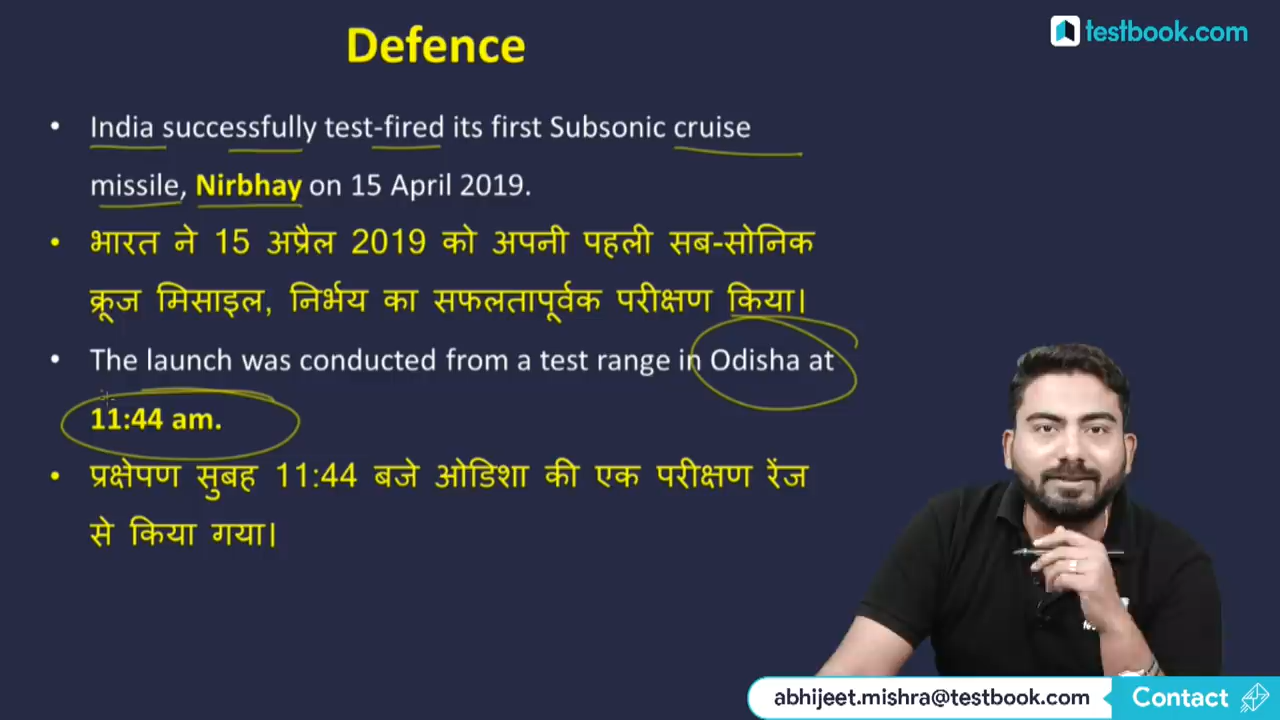 Defence
testbook.com
• India successfully test-fired its first Subsonic cruise
missile, Nirbhay on 15 April 2019.
• भारत ने 15 अप्रैल 2019 को अपनी पहली सब-सोनिक
क्रूज मिसाइल, निर्भय का सफलतापूर्वक परीक्षण किया।
• The launch was conducted from a test range in Odisha at
11:44 am.
• प्रक्षेपण सुबह 11:44 बजे ओडिशा की एक परीक्षण रेंज
से किया गया।
abhijeet.mishra@testbook.com Contact